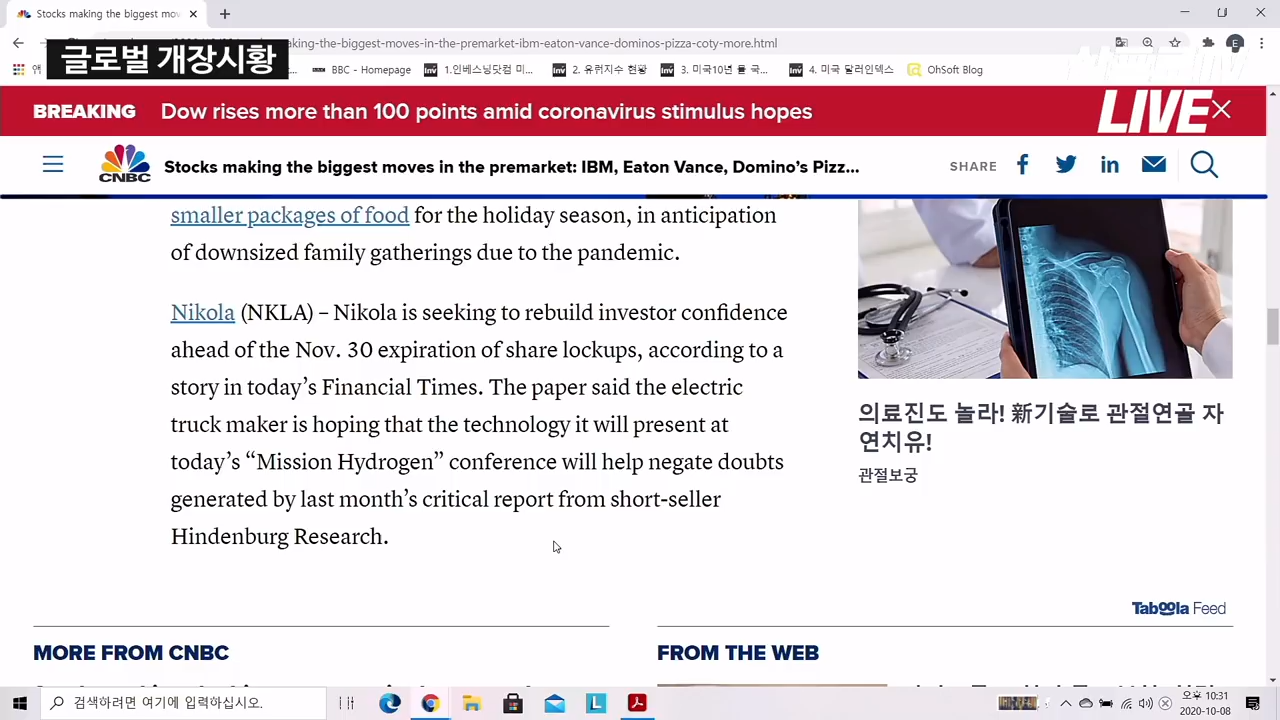 Stocks making the biggest mov
글로벌 개장시황
aking-the-biggest-moves-in-the-premarket-ibm-eaton-vance-dominos-pizza-coty-more.html
E
BBC - Homepage
1.인베스닝닷컴 미...
2. 유뤄지수 현황
3. 미국10년 뮬 국...
4. 미국 달러인덱스
OhSoft Blog
BREAKING Dow rises more than 100 points amid coronavirus stimulus hopes
LIVE
CNBC
Stocks making the biggest moves in the premarket: IBM, Eaton Vance, Domino's Pizz...
SHARE
smaller packages of food for the holiday season, in anticipation
of downsized family gatherings due to the pandemic.
Nikola (NKLA) – Nikola is seeking to rebuild investor confidence
ahead of the Nov. 30 expiration of share lockups, according to a
story in today's Financial Times. The paper said the electric
truck maker is hoping that the technology it will present at
today's “Mission Hydrogen” conference will help negate doubts
generated by last month's critical report from short-seller
Hindenburg Research.
의료진도 놀라! 新기술로 관절연골 자
연치유!
관절보궁
Taboola Feed
MORE FROM CNBC
FROM THE WEB
검색하려면 여기에 입력하십시오.
오후 10:31
2020-10-08